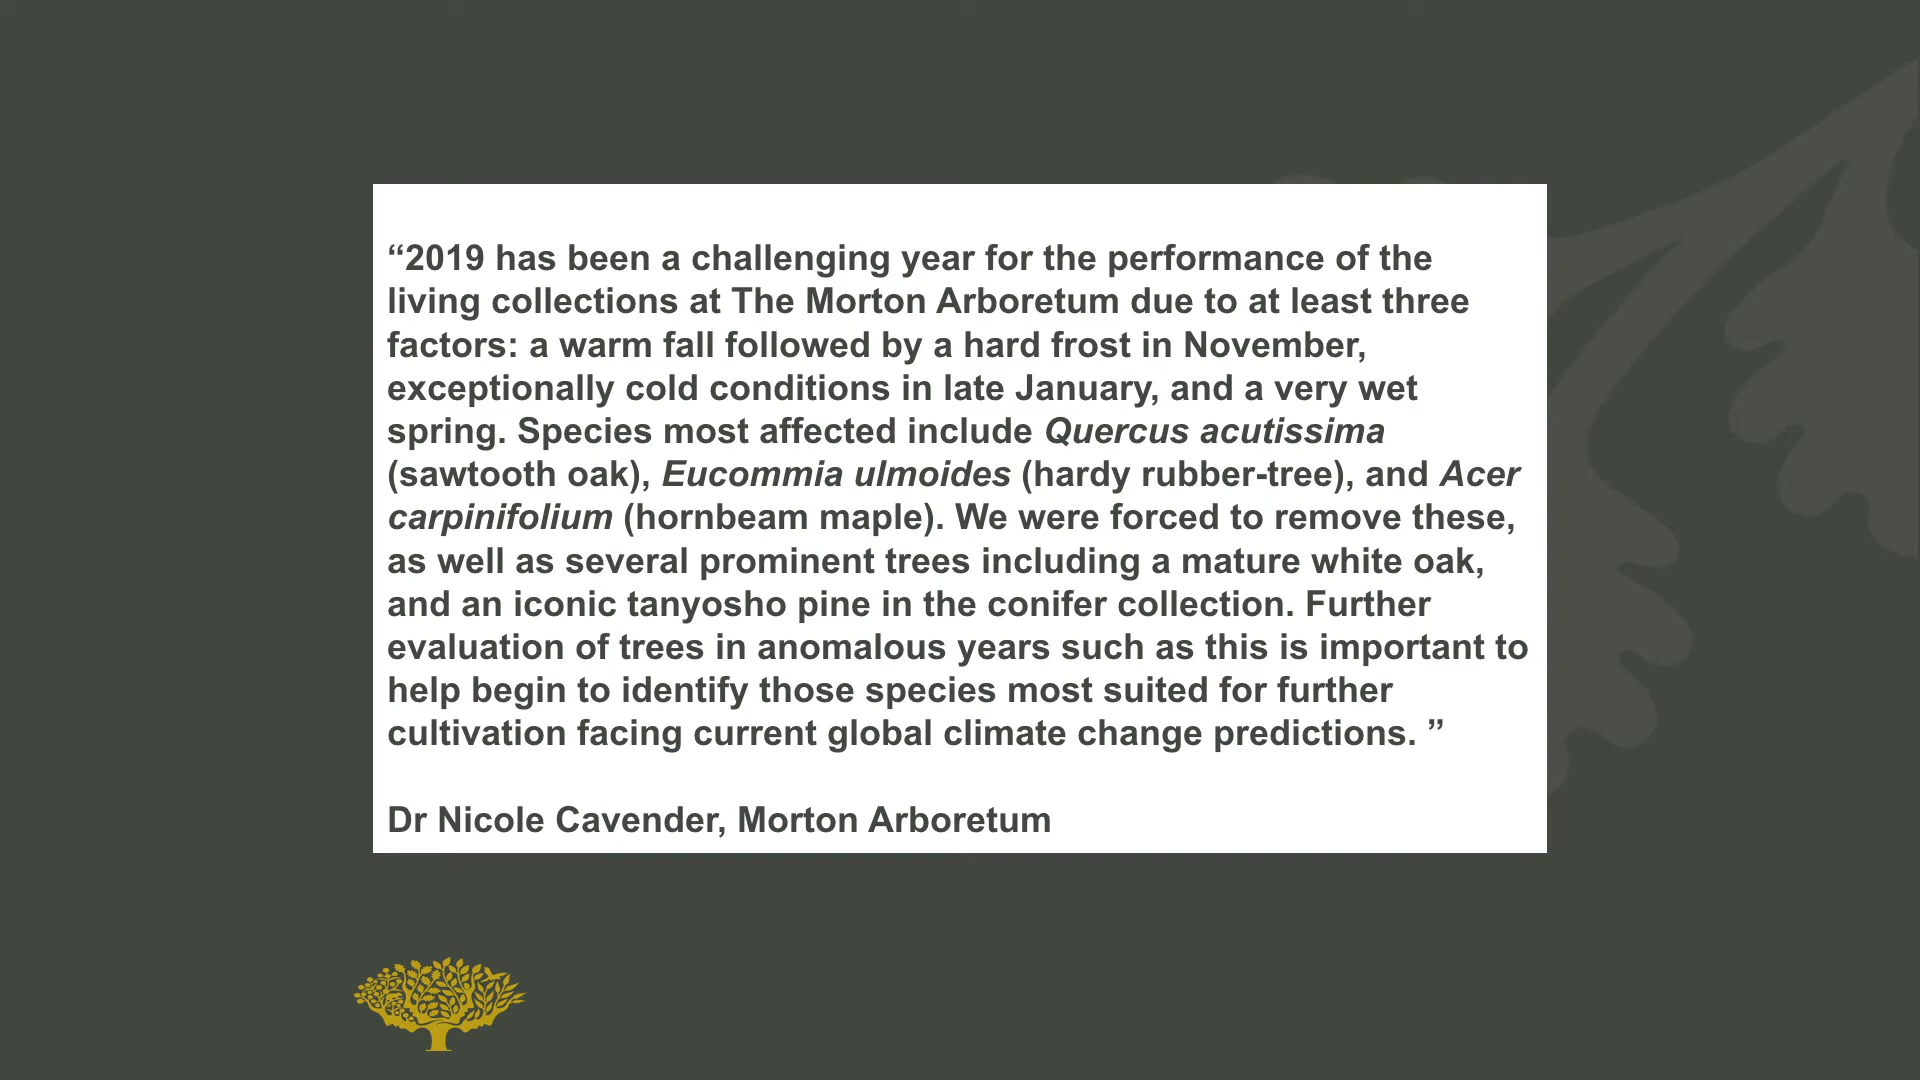 “2019 has been a challenging year for the performance of the
living collections at The Morton Arboretum due to at least three
factors: a warm fall followed by a hard frost in November,
exceptionally cold conditions in late January, and a very wet
spring. Species most affected include Quercus acutissima
(sawtooth oak), Eucommia ulmoides (hardy rubber-tree), and Acer
carpinifolium (hornbeam maple). We were forced to remove these,
as well as several prominent trees including a mature white oak,
and an iconic tanyosho pine in the conifer collection. Further
evaluation of trees in anomalous years such as this is important to
help begin to identify those species most suited for further
cultivation facing current global climate change predictions. ”
Dr Nicole Cavender, Morton Arboretum